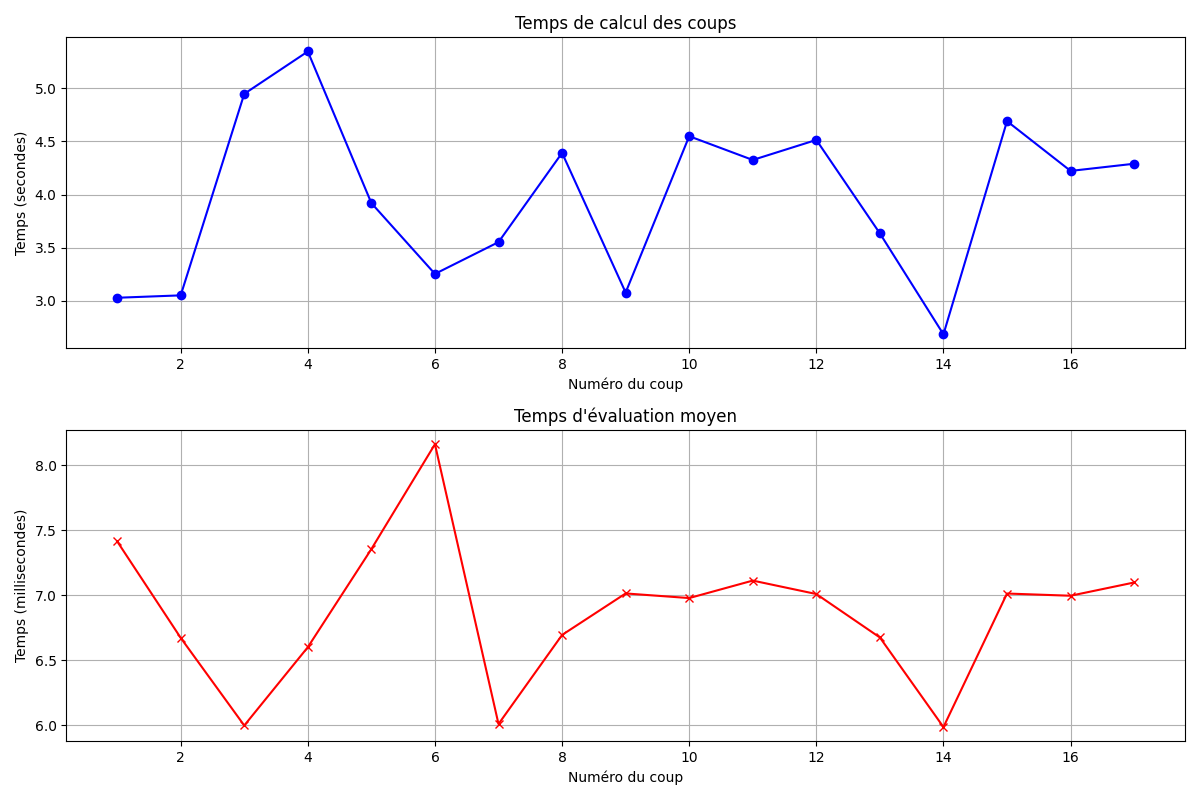 Temps de calcul des coups
Temps (secondes)
5.0
4.5
4.0
3.5
3.0
2 4 6 8 10 12 14 16
Numéro du coup
Temps d'évaluation moyen
Temps (millisecondes)
8.0
7.5
7.0
6.5
6.0
2 4 6 8 10 12 14 16
Numéro du coup